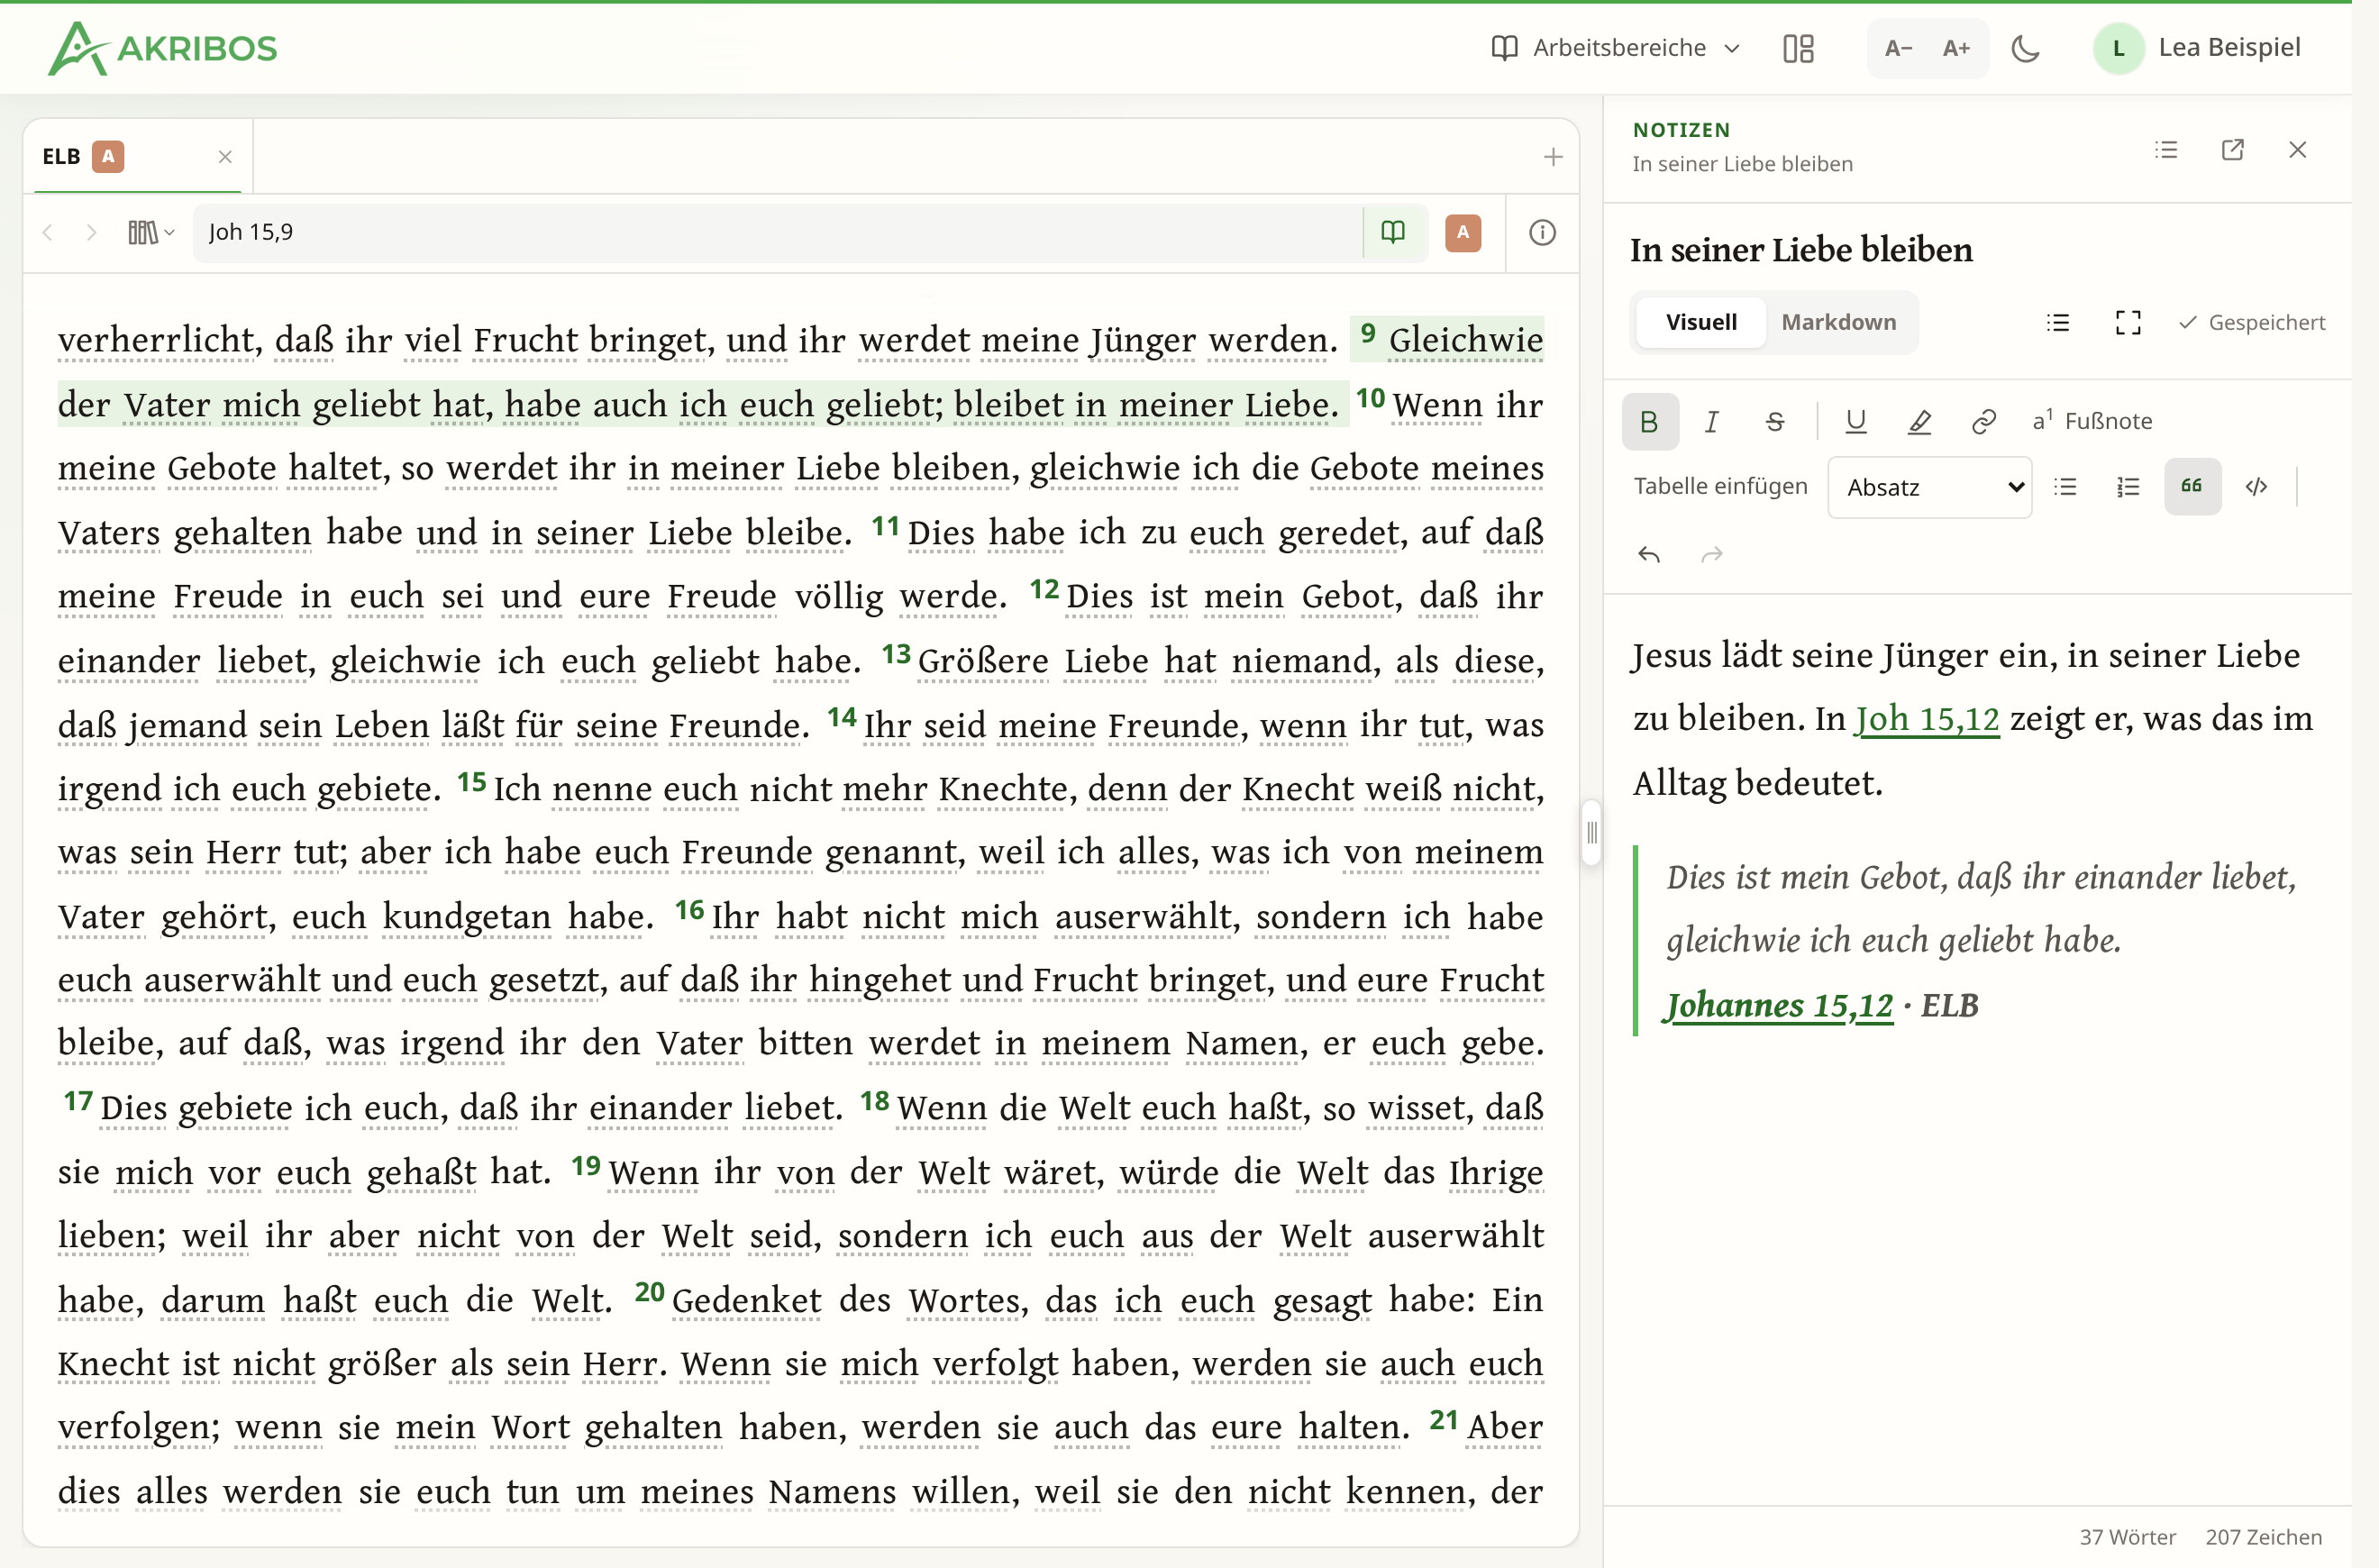 AKRIBOS
Arbeitsbereiche
A−
A+
L
Lea Beispiel
ELB A
Joh 15,9
A
verherrlicht, daß ihr viel Frucht bringet, und ihr werdet meine Jünger werden. 9 Gleichwie
der Vater mich geliebt hat, habe auch ich euch geliebt; bleibet in meiner Liebe. 10 Wenn ihr
meine Gebote haltet, so werdet ihr in meiner Liebe bleiben, gleichwie ich die Gebote meines
Vaters gehalten habe und in seiner Liebe bleibe. 11 Dies habe ich zu euch geredet, auf daß
meine Freude in euch sei und eure Freude völlig werde. 12 Dies ist mein Gebot, daß ihr
einander liebet, gleichwie ich euch geliebt habe. 13 Größere Liebe hat niemand, als diese,
daß jemand sein Leben läßt für seine Freunde. 14 Ihr seid meine Freunde, wenn ihr tut, was
irgend ich euch gebiete. 15 Ich nenne euch nicht mehr Knechte, denn der Knecht weiß nicht,
was sein Herr tut; aber ich habe euch Freunde genannt, weil ich alles, was ich von meinem
Vater gehört, euch kundgetan habe. 16 Ihr habt nicht mich auserwählt, sondern ich habe
euch auserwählt und euch gesetzt, auf daß ihr hingehet und Frucht bringet, und eure Frucht
bleibe, auf daß, was irgend ihr den Vater bitten werdet in meinem Namen, er euch gebe.
17 Dies gebiete ich euch, daß ihr einander liebet. 18 Wenn die Welt euch haßt, so wisset, daß
sie mich vor euch gehaßt hat. 19 Wenn ihr von der Welt wäret, würde die Welt das Ihrige
lieben; weil ihr aber nicht von der Welt seid, sondern ich euch aus der Welt auserwählt
habe, darum haßt euch die Welt. 20 Gedenket des Wortes, das ich euch gesagt habe: Ein
Knecht ist nicht größer als sein Herr. Wenn sie mich verfolgt haben, werden sie auch euch
verfolgen; wenn sie mein Wort gehalten haben, werden sie auch das eure halten. 21 Aber
dies alles werden sie euch tun um meines Namens willen, weil sie den nicht kennen, der
NOTIZEN
In seiner Liebe bleiben
In seiner Liebe bleiben
Visuell
Markdown
Gespeichert
B I S U a¹ Fußnote
Tabelle einfügen
Absatz
Jesus lädt seine Jünger ein, in seiner Liebe
zu bleiben. In Joh 15,12 zeigt er, was das im
Alltag bedeutet.
Dies ist mein Gebot, daß ihr einander liebet,
gleichwie ich euch geliebt habe.
Johannes 15,12 · ELB
37 Wörter
207 Zeichen